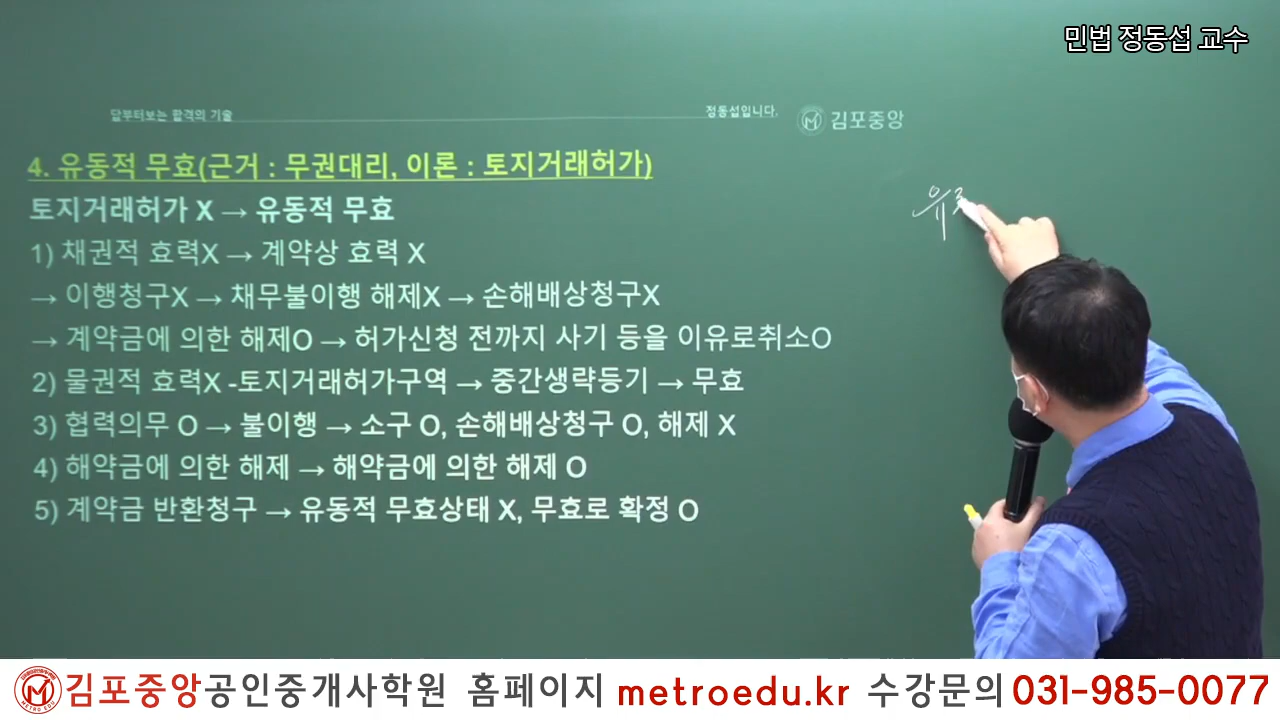 민법 정동섭 교수
답부터보는 합격의 기술
정동섭입니다.
김포중앙
4. 유동적 무효(근거 : 무권대리, 이론 : 토지거래허가)
토지거래허가 X → 유동적 무효
1) 채권적 효력X → 계약상 효력 X
→ 이행청구X → 채무불이행 해제X → 손해배상청구X
→ 계약금에 의한 해제O → 허가신청 전까지 사기 등을 이유로취소O
2) 물권적 효력X -토지거래허가구역 → 중간생략등기 → 무효
3) 협력의무 O → 불이행 → 소구 O, 손해배상청구 O, 해제 X
4) 해약금에 의한 해제 → 해약금에 의한 해제 O
5) 계약금 반환청구 → 유동적 무효상태 X, 무효로 확정 O
유
김포중앙공인중개사학원 홈페이지 metroedu.kr 수강문의 031-985-0077
METRO EDU